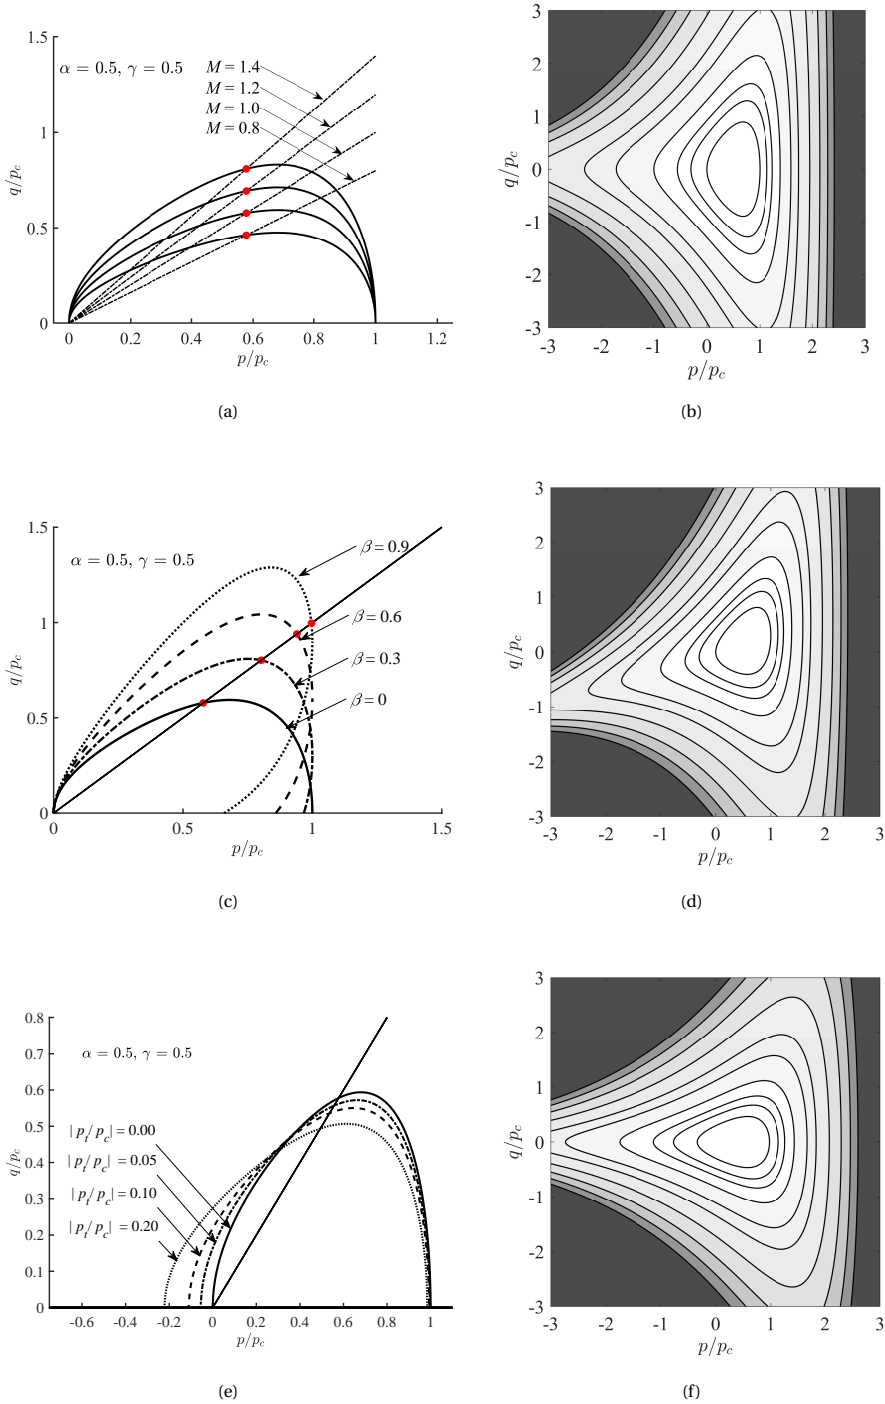 1.5
α = 0.5, γ = 0.5
M = 1.4
M = 1.2
M = 1.0
M = 0.8
1
0.5
0
q/p_c
0 0.2 0.4 0.6 0.8 1 1.2
p/p_c
(a)
3
2
1
0
-1
-2
-3
q/p_c
-3 -2 -1 0 1 2 3
p/p_c
(b)
1.5
α = 0.5, γ = 0.5
β = 0.9
β = 0.6
β = 0.3
β = 0
1
0.5
0
q/p_c
0 0.5 1 1.5
p/p_c
(c)
3
2
1
0
-1
-2
-3
q/p_c
-3 -2 -1 0 1 2 3
p/p_c
(d)
0.8
0.7
0.6
0.5
0.4
0.3
0.2
0.1
0
q/p_c
α = 0.5, γ = 0.5
| p_t/ p_c| = 0.00
| p_t/ p_c| = 0.05
| p_t/ p_c| = 0.10
| p_t/ p_c| = 0.20
-0.6 -0.4 -0.2 0 0.2 0.4 0.6 0.8 1
p/p_c
(e)
3
2
1
0
-1
-2
-3
q/p_c
-3 -2 -1 0 1 2 3
p/p_c
(f)